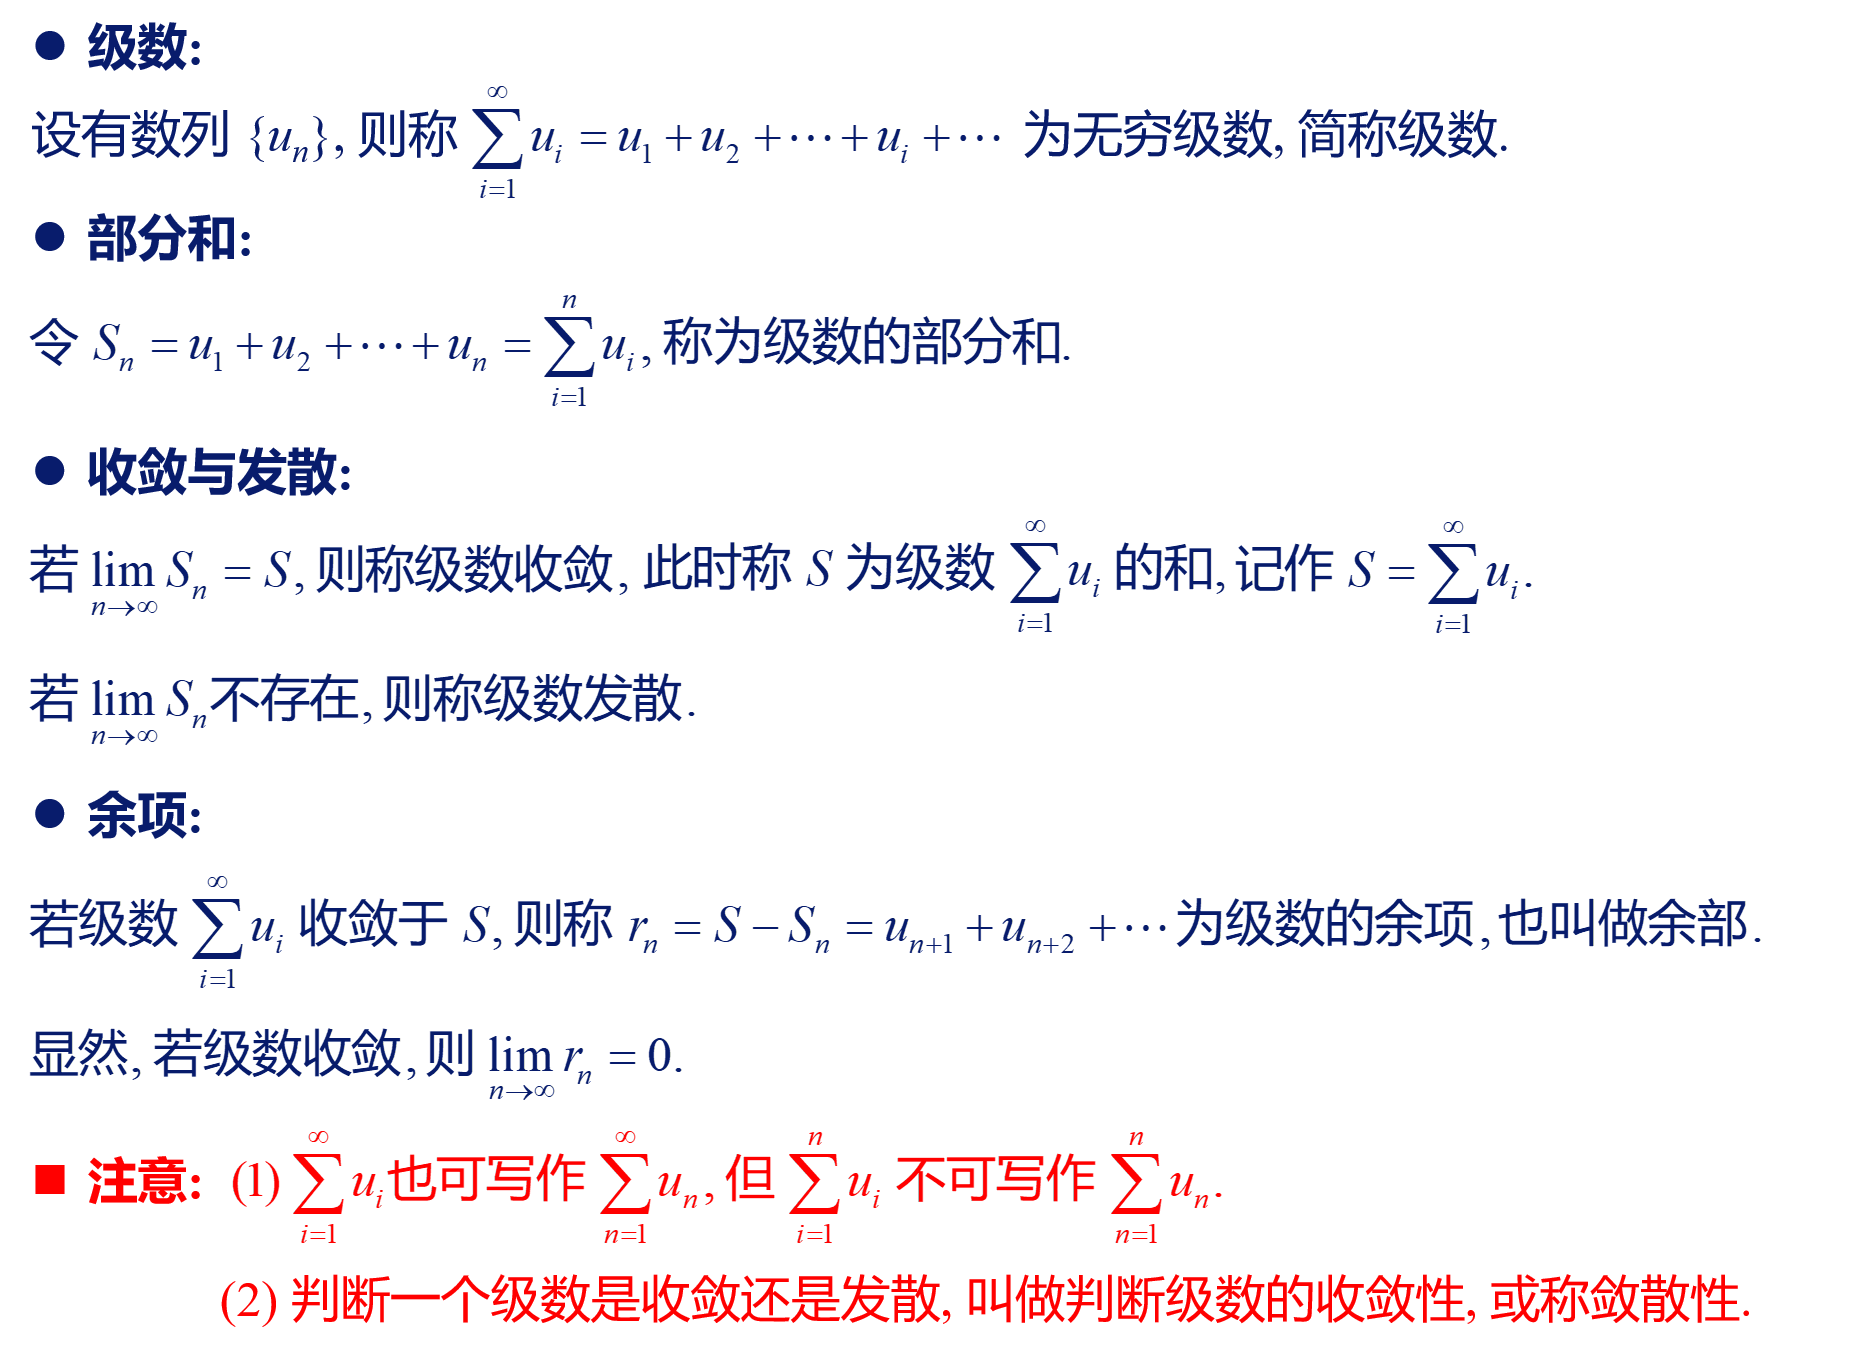 ● 级数:
设有数列 {uₙ}, 则称 $\sum_{i=1}^{\infty} u_i = u_1 + u_2 + \cdots + u_i + \cdots$ 为无穷级数, 简称级数.
● 部分和:
令 $S_n = u_1 + u_2 + \cdots + u_n = \sum_{i=1}^{n} u_i$, 称为级数的部分和.
● 收敛与发散:
若 $\lim_{n \to \infty} S_n = S$, 则称级数收敛, 此时称 $S$ 为级数 $\sum_{i=1}^{\infty} u_i$ 的和, 记作 $S = \sum_{i=1}^{\infty} u_i$.
若 $\lim_{n \to \infty} S_n$ 不存在, 则称级数发散.
● 余项:
若级数 $\sum_{i=1}^{\infty} u_i$ 收敛于 $S$, 则称 $r_n = S - S_n = u_{n+1} + u_{n+2} + \cdots$ 为级数的余项, 也叫做余部.
显然, 若级数收敛, 则 $\lim_{n \to \infty} r_n = 0$.
■ 注意: (1) $\sum_{i=1}^{\infty} u_i$ 也可写作 $\sum_{n=1}^{\infty} u_n$, 但 $\sum_{i=1}^{n} u_i$ 不可写作 $\sum_{n=1}^{n} u_n$.
(2) 判断一个级数是收敛还是发散, 叫做判断级数的收敛性, 或称敛散性.